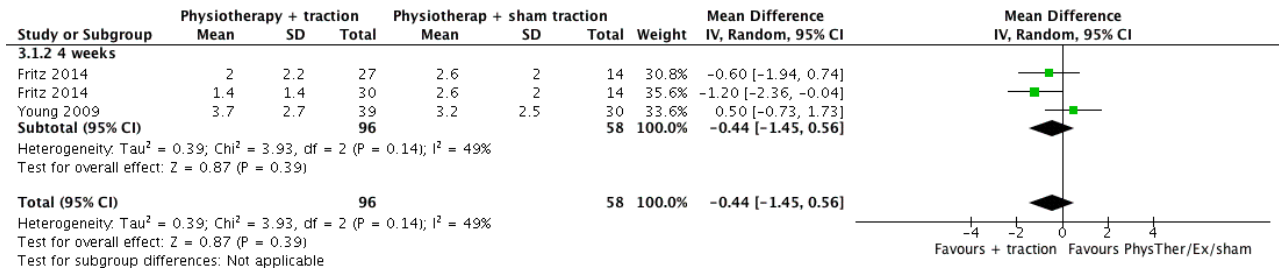 Physiotherapy + traction Physiotherap + sham traction Mean Difference Mean Difference
Study or Subgroup Mean SD Total Mean SD Total Weight IV, Random, 95% CI IV, Random, 95% CI
3.1.2 4 weeks
Fritz 2014 2 2.2 27 2.6 2 14 30.8% -0.60 [-1.94, 0.74]
Fritz 2014 1.4 1.4 30 2.6 2 14 35.6% -1.20 [-2.36, -0.04]
Young 2009 3.7 2.7 39 3.2 2.5 30 33.6% 0.50 [-0.73, 1.73]
Subtotal (95% CI) 96 58 100.0% -0.44 [-1.45, 0.56]
Heterogeneity: Tau² = 0.39; Chi² = 3.93, df = 2 (P = 0.14); I² = 49%
Test for overall effect: Z = 0.87 (P = 0.39)
Total (95% CI) 96 58 100.0% -0.44 [-1.45, 0.56]
Heterogeneity: Tau² = 0.39; Chi² = 3.93, df = 2 (P = 0.14); I² = 49%
Test for overall effect: Z = 0.87 (P = 0.39)
Test for subgroup differences: Not applicable
-4 -2 0 2 4
Favours + traction Favours PhysTher/Ex/sham